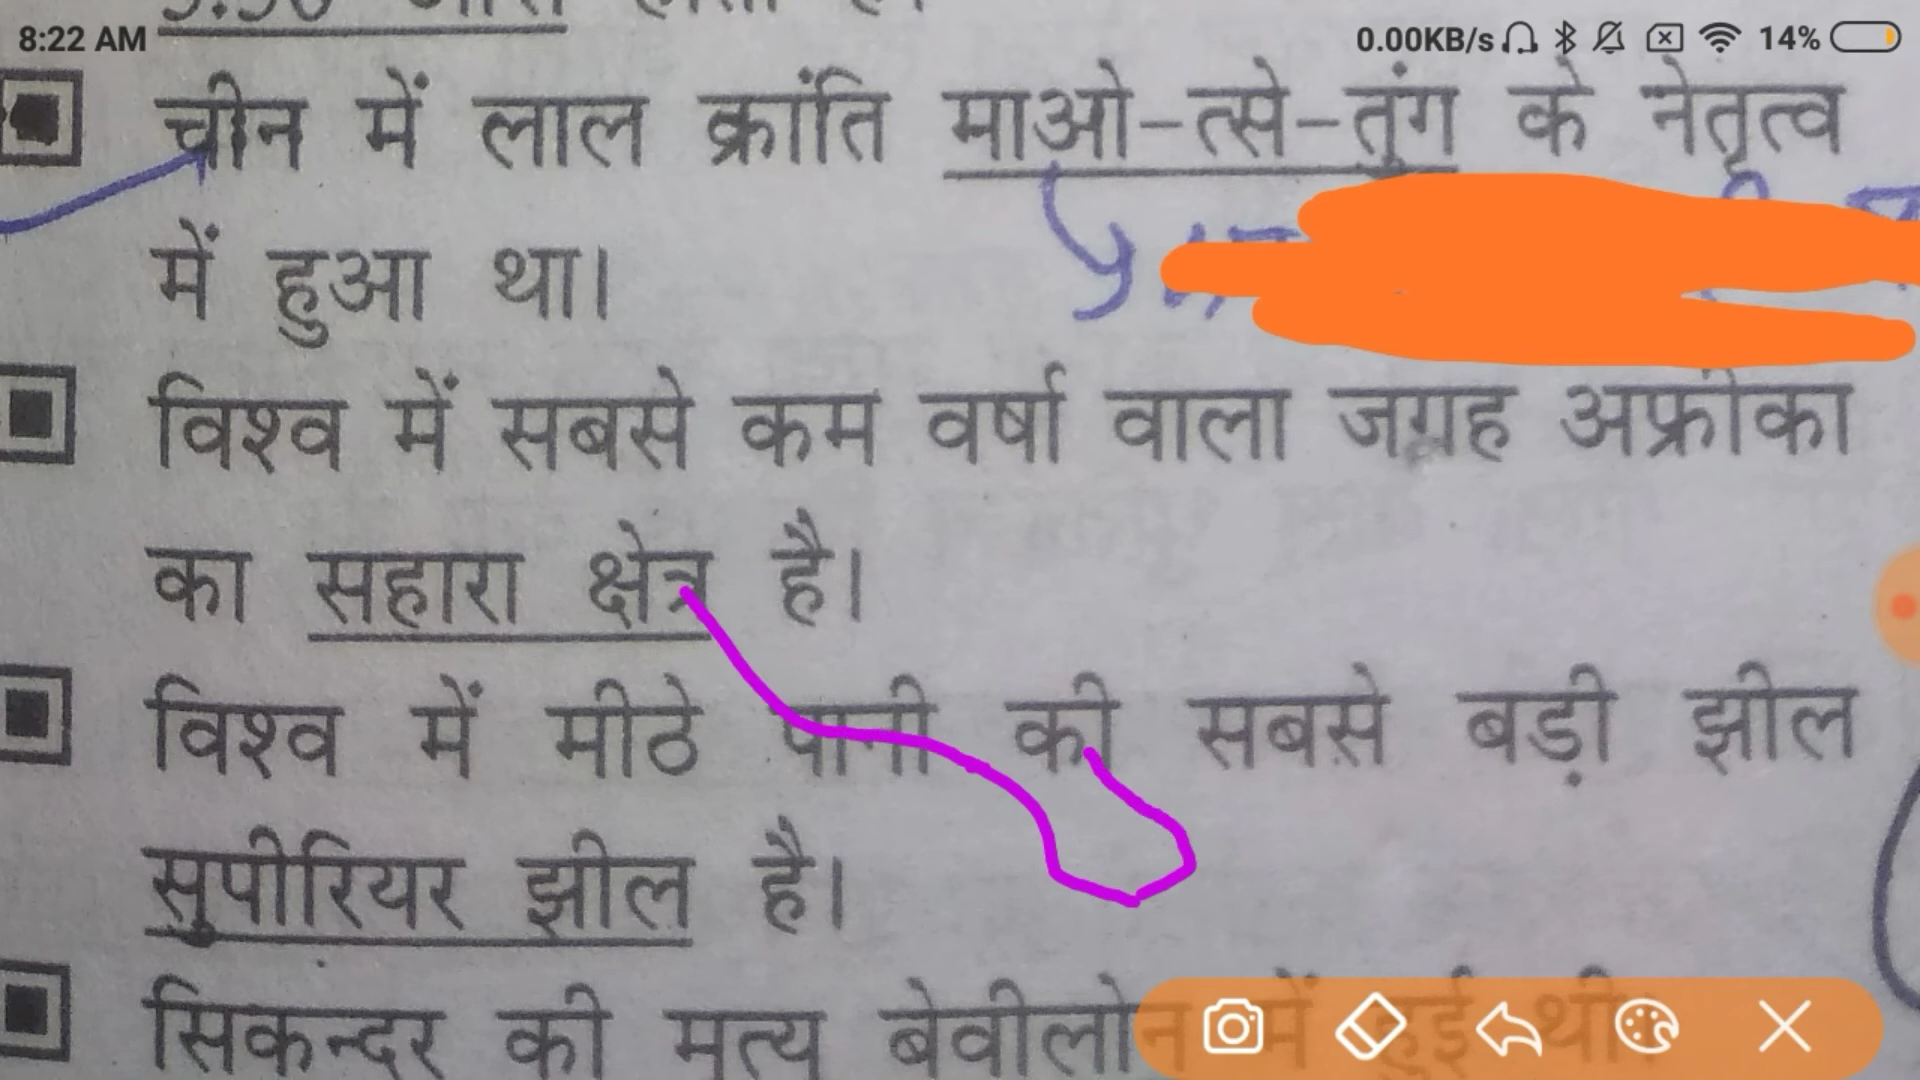 8:22 AM
0.00KB/s 14%
चीन में लाल क्रांति माओ-त्से-तुंग के नेतृत्व
में हुआ था।
विश्व में सबसे कम वर्षा वाला जगह अफ्रीका
का सहारा क्षेत्र है।
विश्व में मीठे पानी की सबसे बड़ी झील
सुपीरियर झील है।
सिकन्दर की मृत्यु बेवीलोन में हुई थी